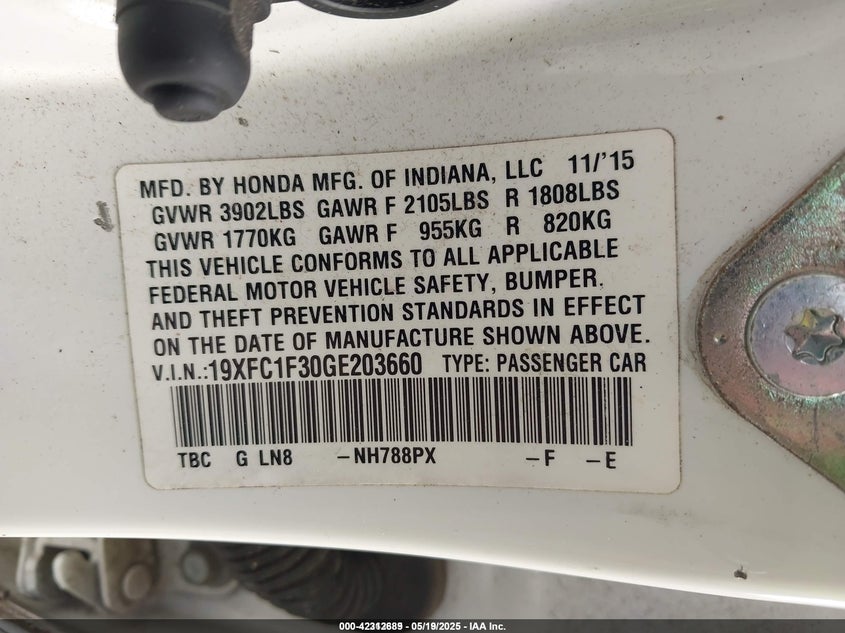 MFD. BY HONDA MFG. OF INDIANA, LLC 11/'15
GVWR 3902LBS GAWR F 2105LBS R 1808LBS
GVWR 1770KG GAWR F 955KG R 820KG
THIS VEHICLE CONFORMS TO ALL APPLICABLE
FEDERAL MOTOR VEHICLE SAFETY, BUMPER,
AND THEFT PREVENTION STANDARDS IN EFFECT
ON THE DATE OF MANUFACTURE SHOWN ABOVE.
V.I.N.:19XFC1F30GE203660 TYPE: PASSENGER CAR
TBC G LN8 –NH788PX –F –E
000-42312689 | 05/19/2025 | IAA Inc.